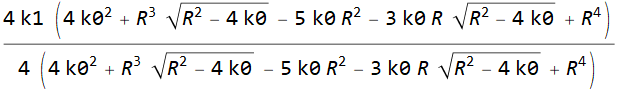 4 k1 (4 k0² + R³ √(R² − 4 k0) − 5 k0 R² − 3 k0 R √(R² − 4 k0) + R⁴)
4 (4 k0² + R³ √(R² − 4 k0) − 5 k0 R² − 3 k0 R √(R² − 4 k0) + R⁴)